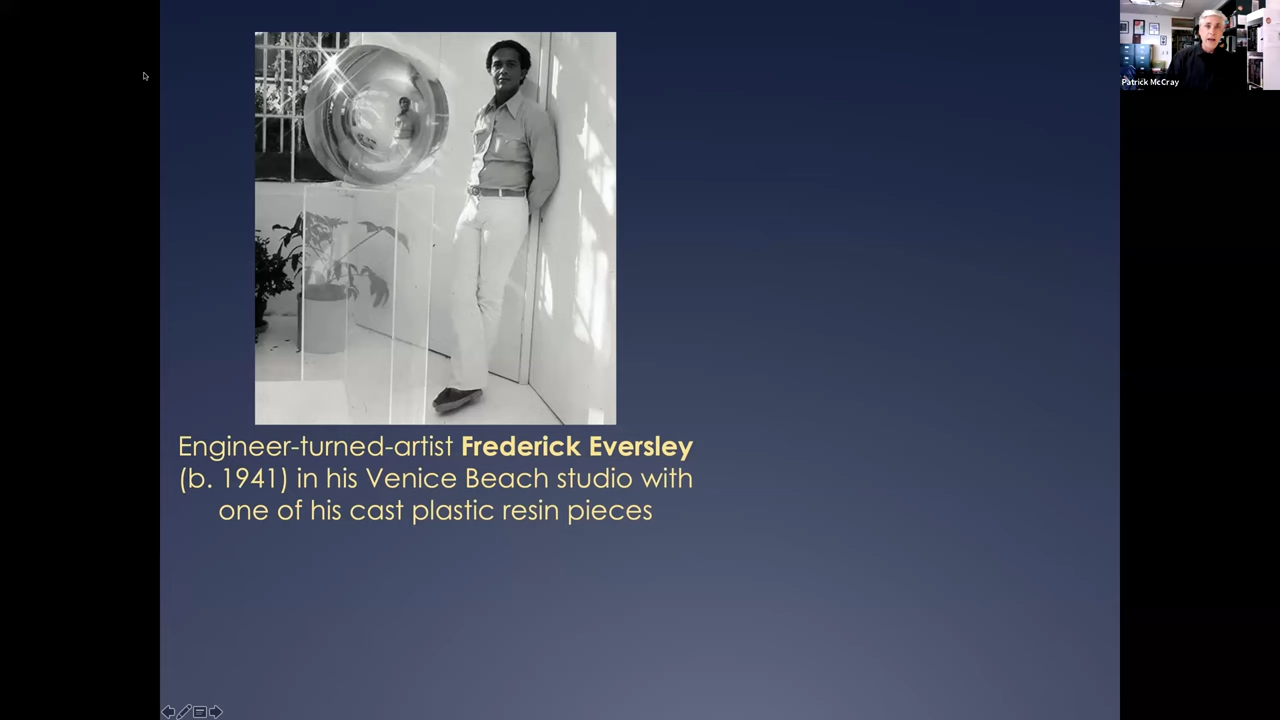 Patrick McCray
Engineer-turned-artist Frederick Eversley
(b. 1941) in his Venice Beach studio with
one of his cast plastic resin pieces